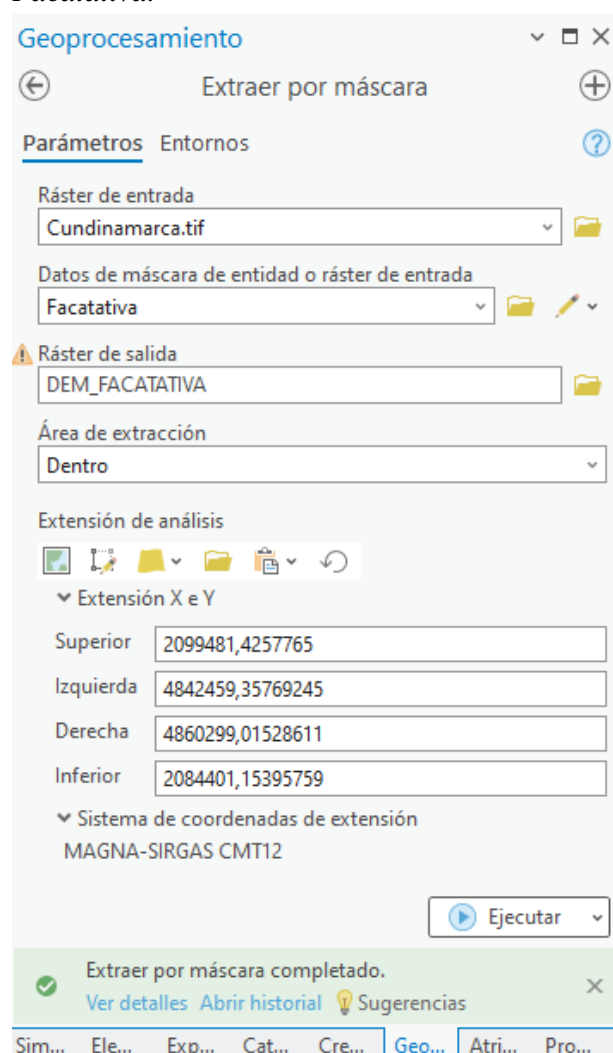 Geoprocesamiento
Extraer por máscara
Parámetros Entornos
Ráster de entrada
Cundinamarca.tif
Datos de máscara de entidad o ráster de entrada
Facatativa
Ráster de salida
DEM_FACATATIVA
Área de extracción
Dentro
Extensión de análisis
Extensión X e Y
Superior 2099481,4257765
Izquierda 4842459,35769245
Derecha 4860299,01528611
Inferior 2084401,15395759
Sistema de coordenadas de extensión
MAGNA-SIRGAS CMT12
Ejecutar
Extraer por máscara completado.
Ver detalles Abrir historial Sugerencias
Sim... Ele... Exp... Cat... Cre... Geo... Atri... Pro...